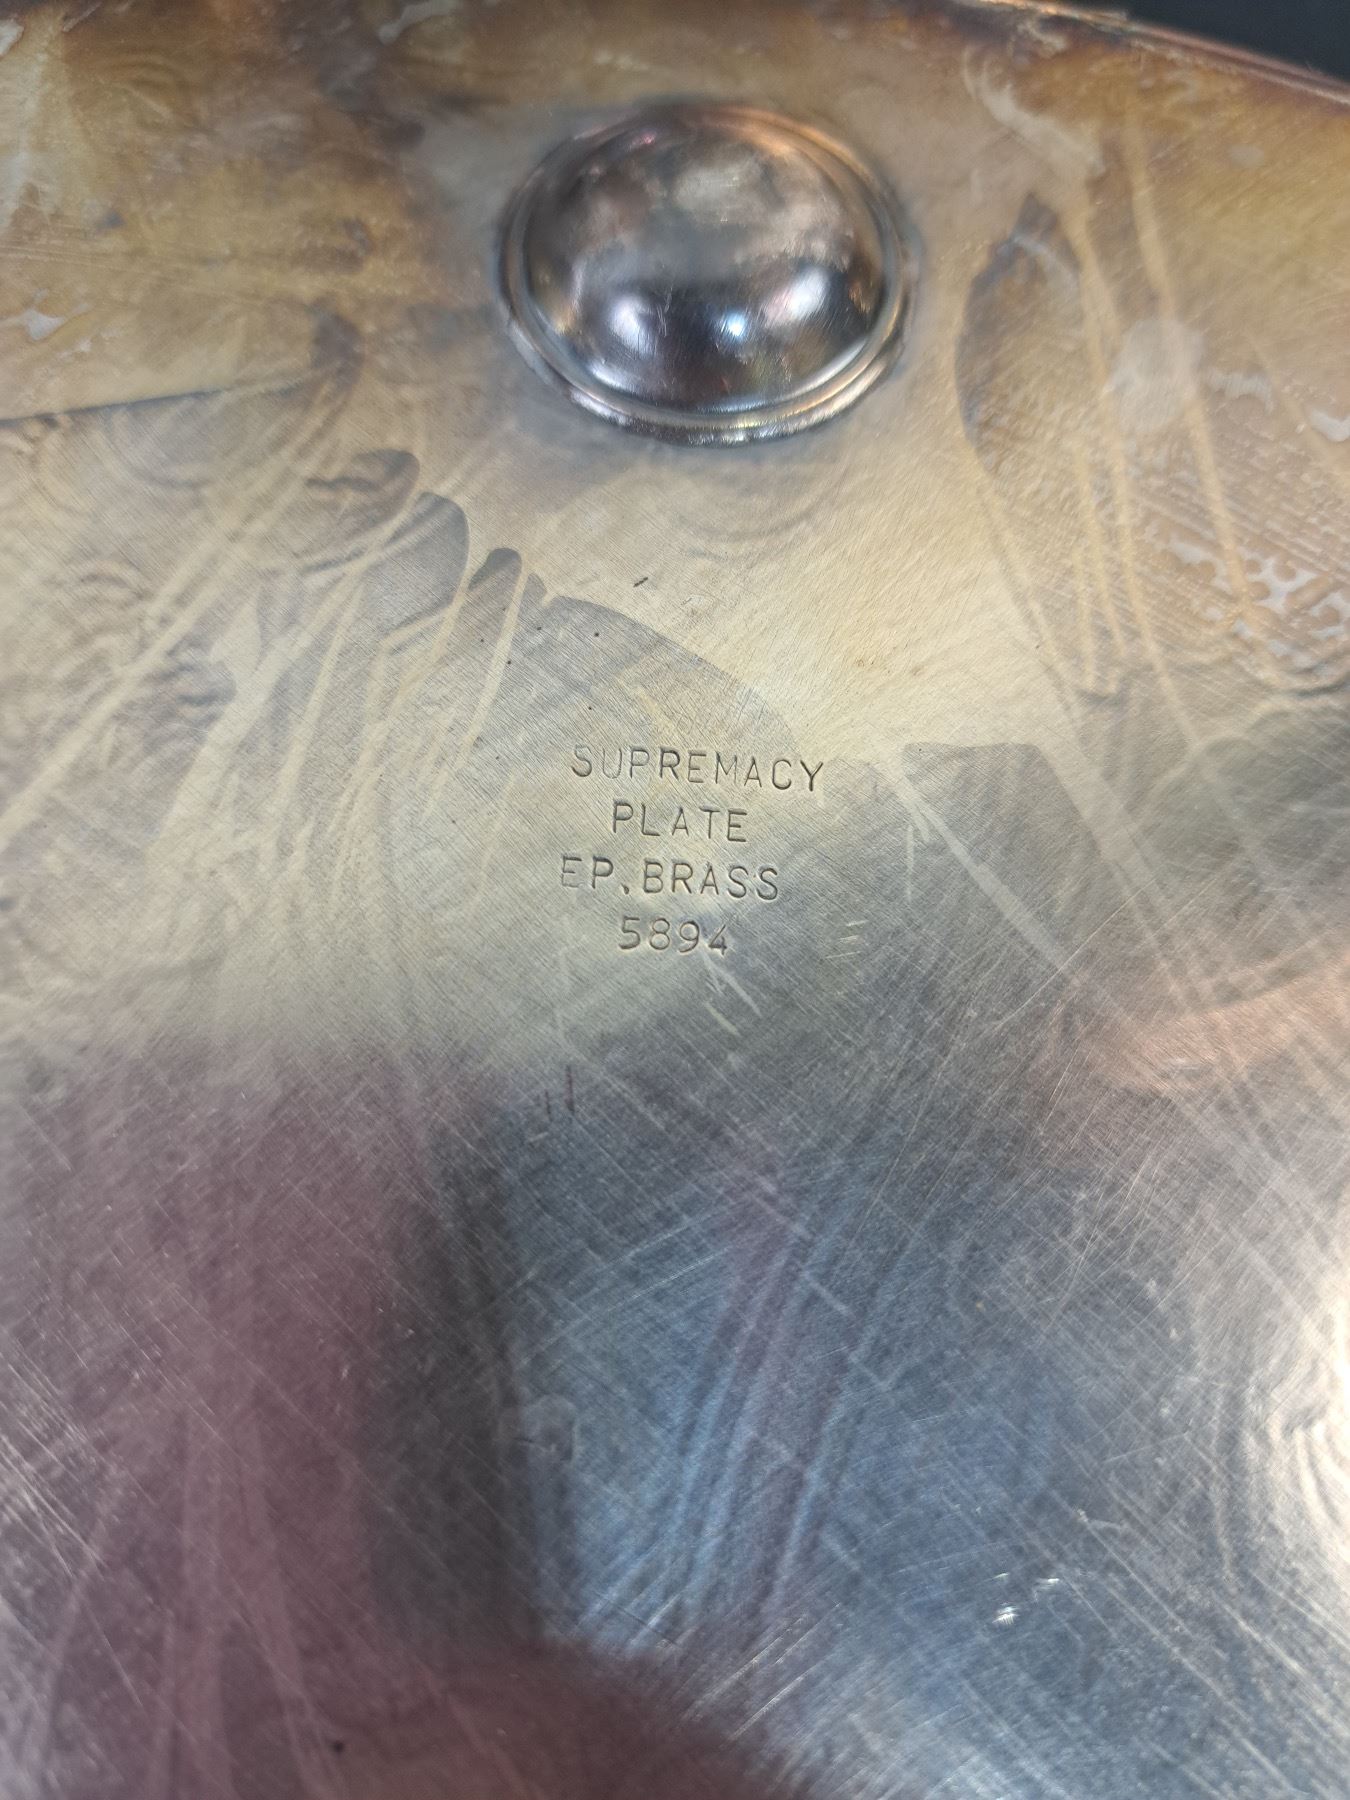 SUPREMACY
PLATE
EP. BRASS
5894